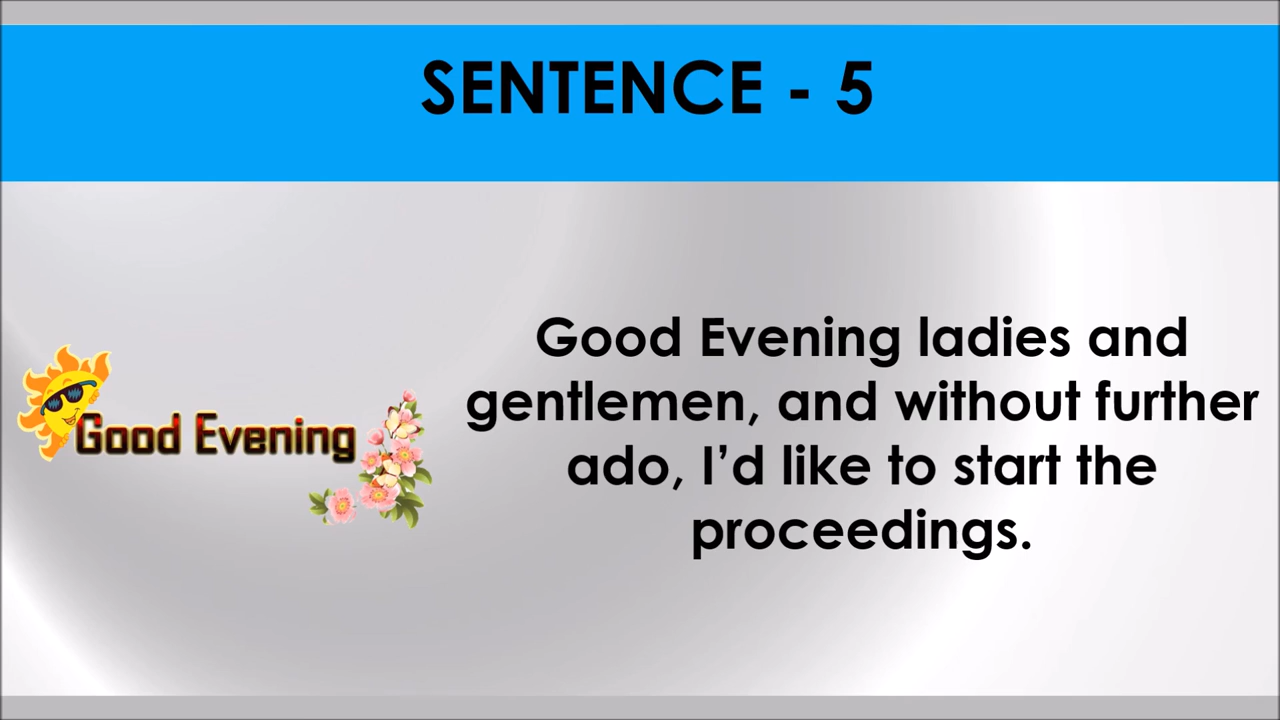 SENTENCE - 5
Good Evening
Good Evening ladies and
gentlemen, and without further
ado, I’d like to start the
proceedings.